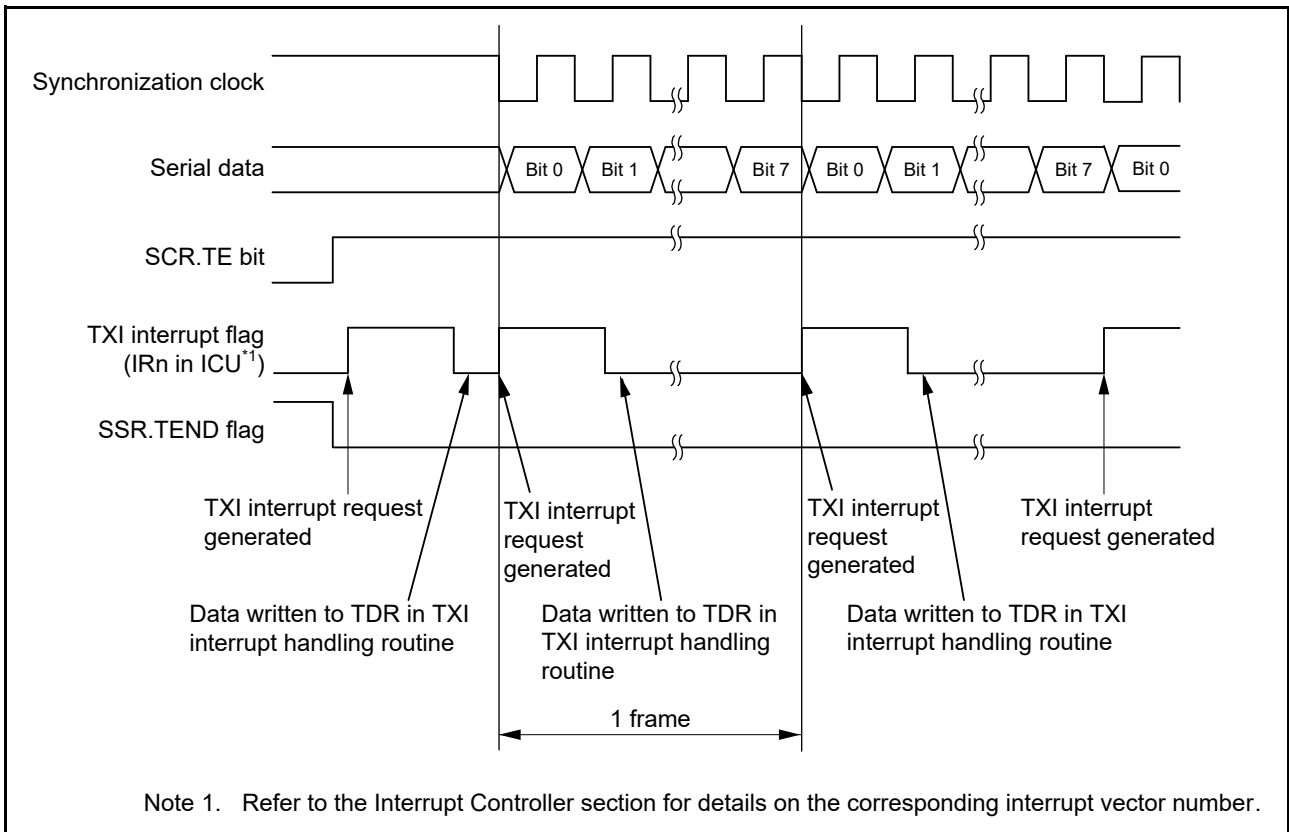 Synchronization clock
Serial data
Bit 0
Bit 1
Bit 7
Bit 0
Bit 1
Bit 7
Bit 0
SCR.TE bit
TXI interrupt flag
(IRn in ICU*1)
SSR.TEND flag
TXI interrupt request
generated
TXI interrupt
request
generated
TXI interrupt
request
generated
TXI interrupt
request generated
Data written to TDR in TXI
interrupt handling routine
Data written to TDR in
TXI interrupt handling
routine
Data written to TDR in TXI
interrupt handling routine
1 frame
Note 1. Refer to the Interrupt Controller section for details on the corresponding interrupt vector number.